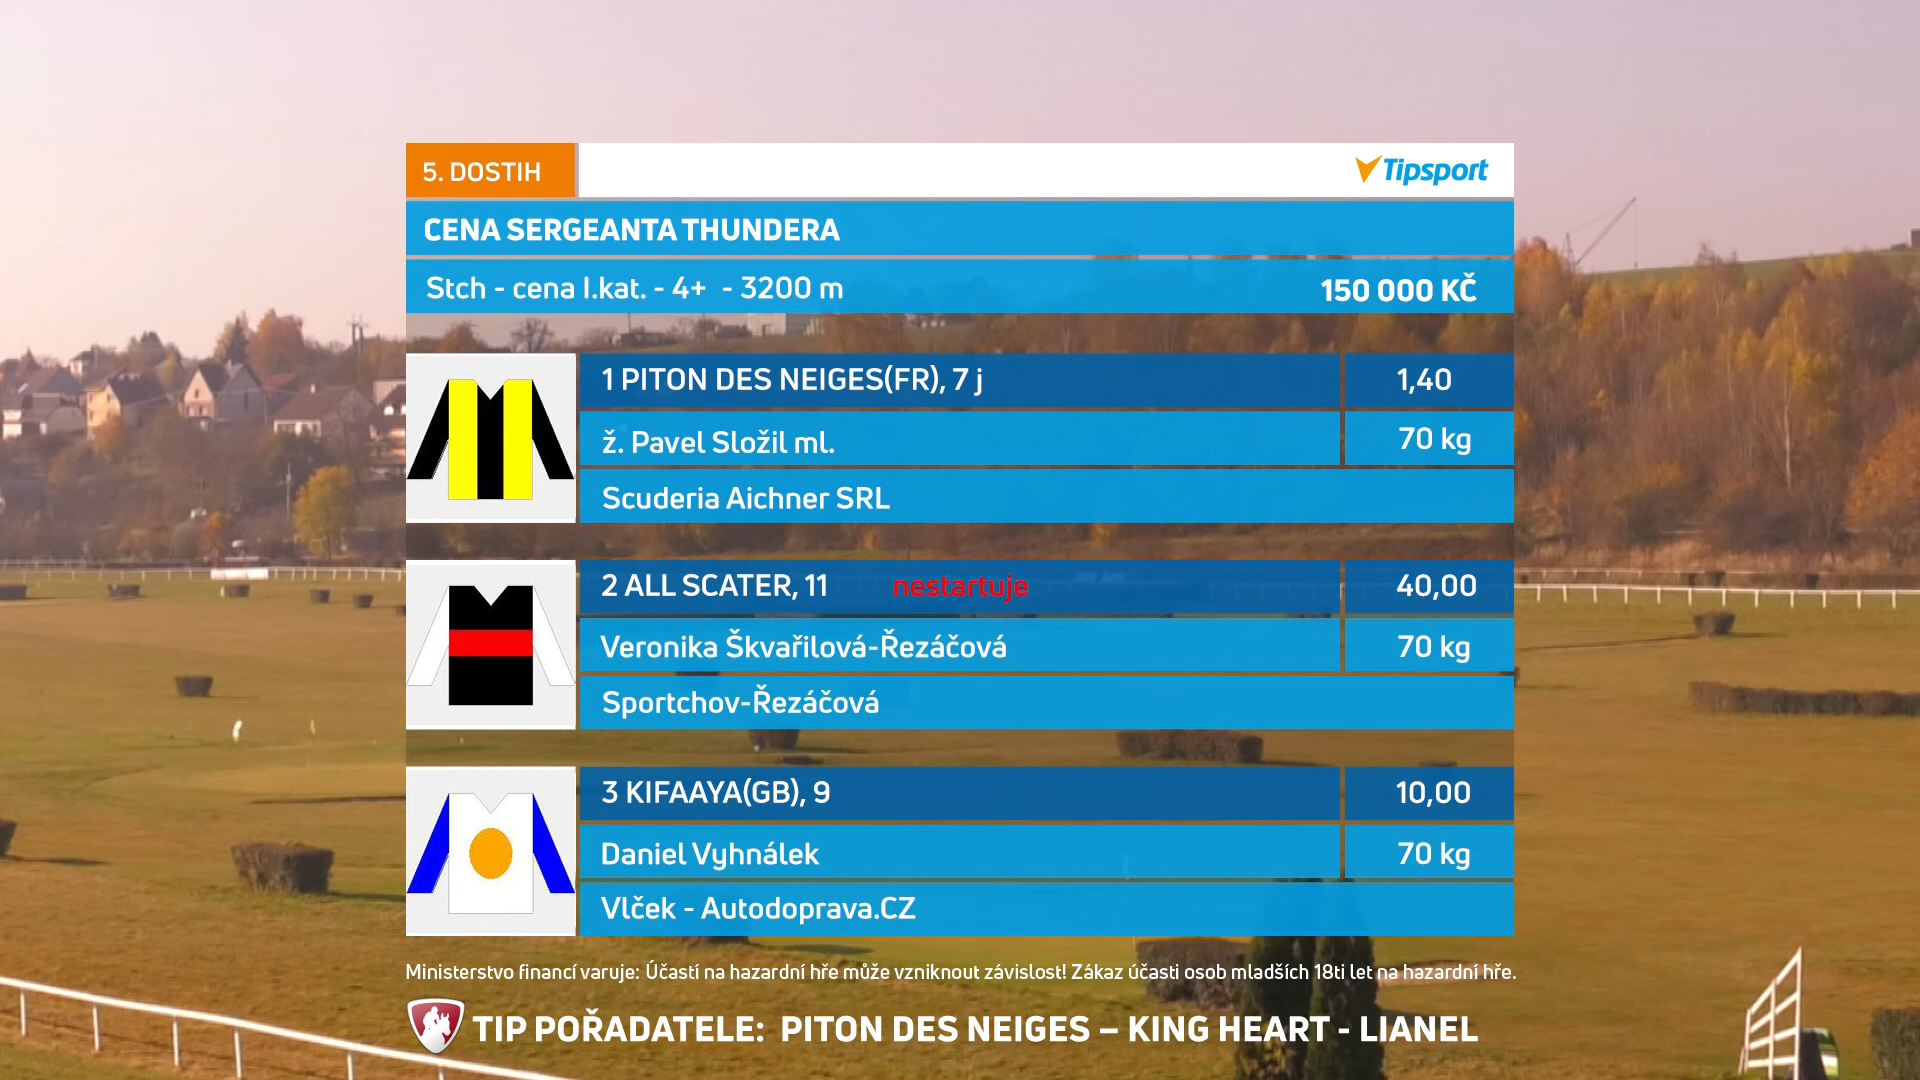 5. DOSTIH
Tipsport
CENA SERGEANTA THUNDERA
Stch - cena I.kat. - 4+  - 3200 m
150 000 KČ
1 PITON DES NEIGES(FR), 7 j
1,40
ž. Pavel Složil ml.
70 kg
Scuderia Aichner SRL
2 ALL SCATER, 11 nestartuje
40,00
Veronika Škvařilová-Řezáčová
70 kg
Sportchov-Řezáčová
3 KIFAAYA(GB), 9
10,00
Daniel Vyhnálek
70 kg
Vlček - Autodoprava.CZ
Ministerstvo financí varuje: Účastí na hazardní hře může vzniknout závislost! Zákaz účasti osob mladších 18ti let na hazardní hře.
TIP POŘADATELE:  PITON DES NEIGES – KING HEART - LIANEL